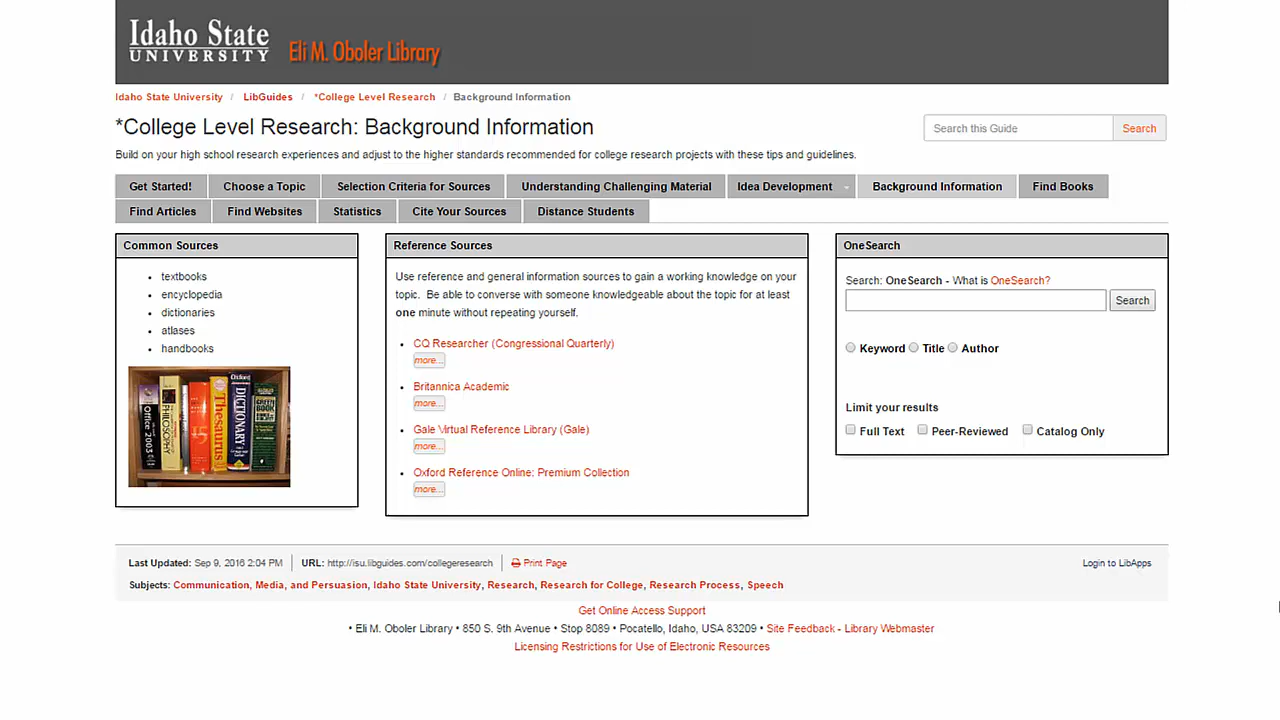 Idaho State
UNIVERSITY
Eli M. Oboler Library
Idaho State University / LibGuides / *College Level Research / Background Information
*College Level Research: Background Information
Search this Guide Search
Build on your high school research experiences and adjust to the higher standards recommended for college research projects with these tips and guidelines.
Get Started! Choose a Topic Selection Criteria for Sources Understanding Challenging Material Idea Development Background Information Find Books
Find Articles Find Websites Statistics Cite Your Sources Distance Students
Common Sources
• textbooks
• encyclopedia
• dictionaries
• atlases
• handbooks
Office 2003
PHILOSOPHY
15
Thesaurus
Oxford
DICTIONARY
Reference Sources
Use reference and general information sources to gain a working knowledge on your
topic. Be able to converse with someone knowledgeable about the topic for at least
one minute without repeating yourself.
• CQ Researcher (Congressional Quarterly)
more...
• Britannica Academic
more...
• Gale Virtual Reference Library (Gale)
more...
• Oxford Reference Online: Premium Collection
more...
OneSearch
Search: OneSearch - What is OneSearch?
Search
Keyword Title Author
Limit your results
Full Text Peer-Reviewed Catalog Only
Last Updated: Sep 9, 2016 2:04 PM URL: http://isu.libguides.com/collegeresearch Print Page
Login to LibApps
Subjects: Communication, Media, and Persuasion, Idaho State University, Research, Research for College, Research Process, Speech
Get Online Access Support
• Eli M. Oboler Library • 850 S. 9th Avenue • Stop 8089 • Pocatello, Idaho, USA 83209 • Site Feedback - Library Webmaster
Licensing Restrictions for Use of Electronic Resources